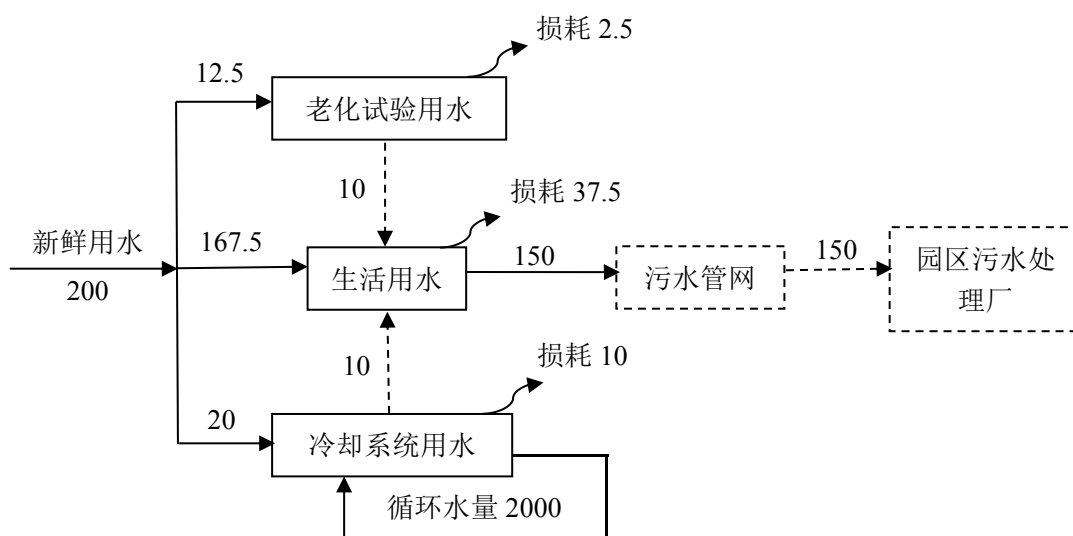 损耗 2.5
12.5
老化试验用水
10
损耗 37.5
新鲜用水
167.5
200
生活用水
150
污水管网
150
园区污水处
理厂
10
损耗 10
20
冷却系统用水
循环水量 2000